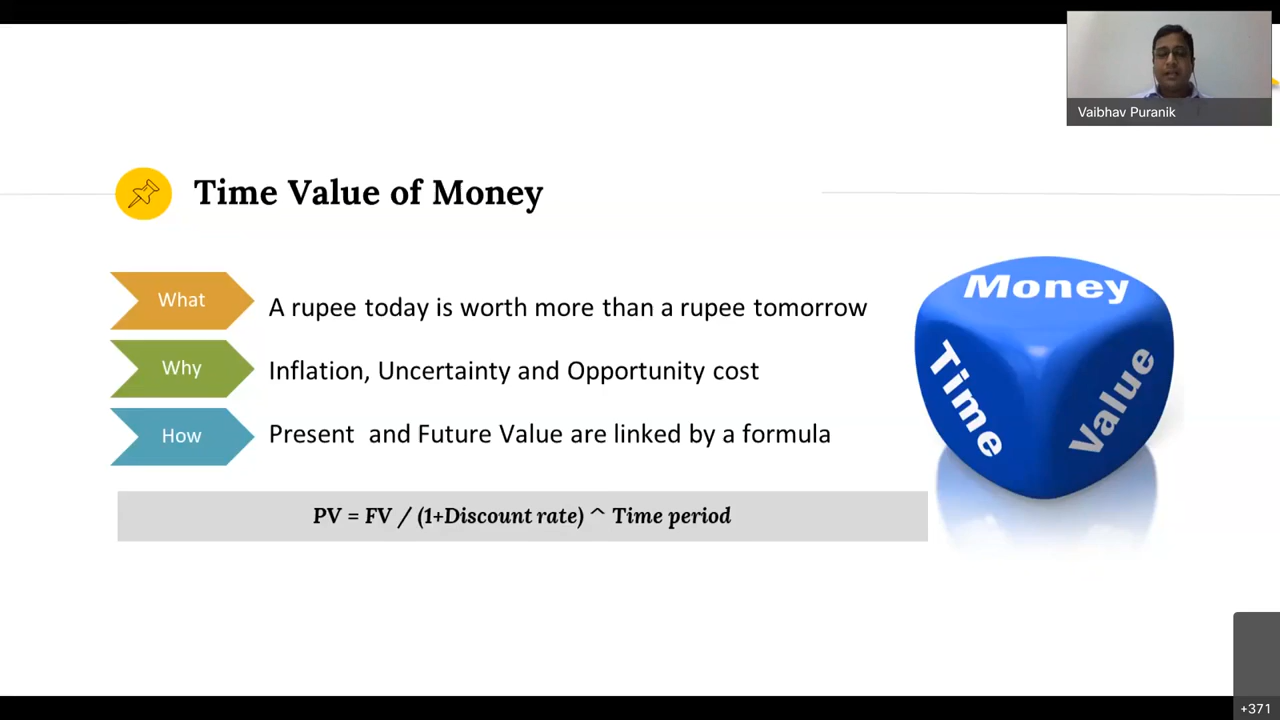 Vaibhav Puranik
Time Value of Money
What
A rupee today is worth more than a rupee tomorrow
Why
Inflation, Uncertainty and Opportunity cost
How
Present and Future Value are linked by a formula
PV = FV / (1+Discount rate) ^ Time period
Money
Time
Value
+371